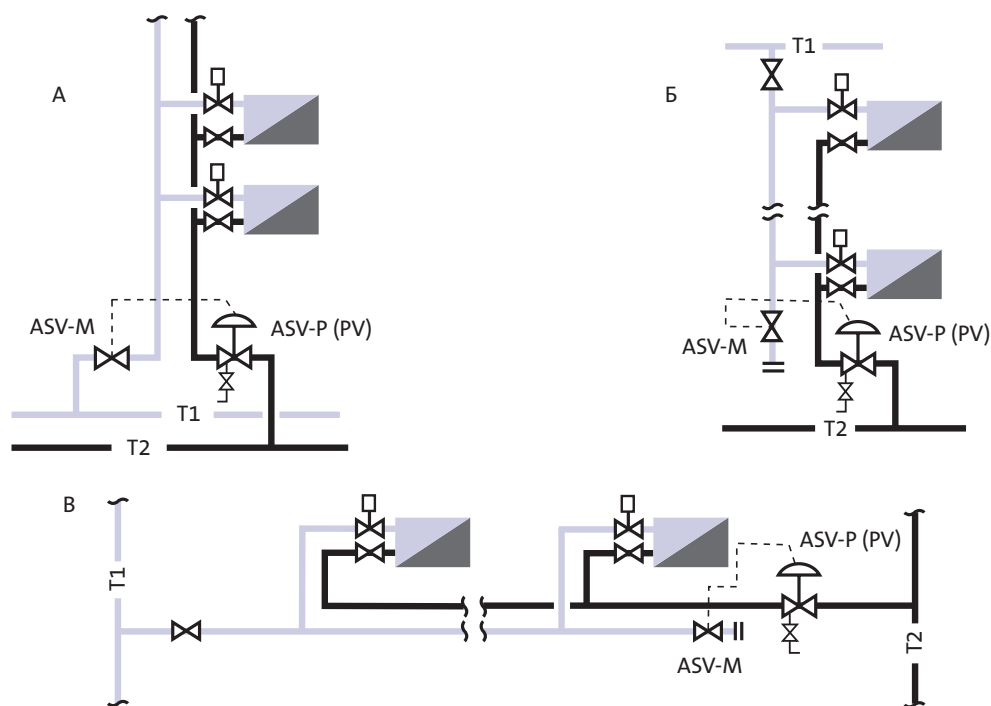 А
ASV-M
ASV-P (PV)
T1
T2
Б
T1
ASV-M
ASV-P (PV)
T2
В
T1
ASV-P (PV)
ASV-M
T2